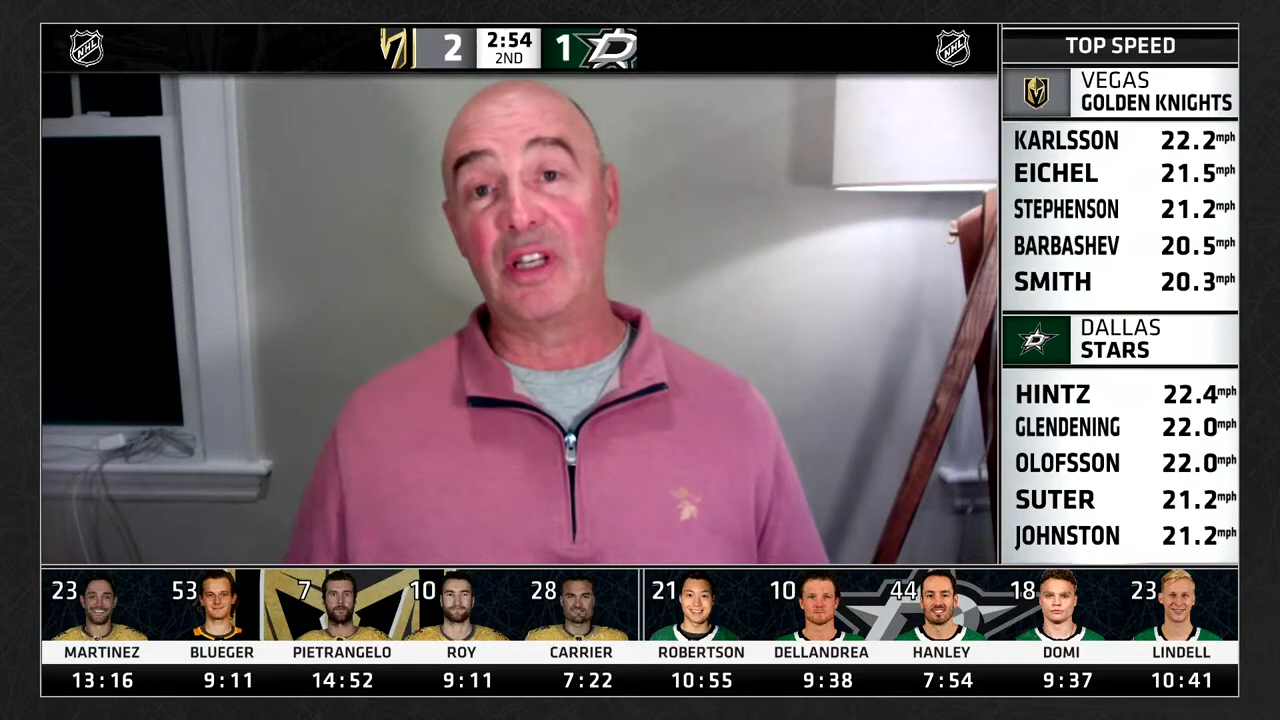 NHL
2 2:54 1
2ND
NHL
TOP SPEED
VEGAS
GOLDEN KNIGHTS
KARLSSON 22.2mph
EICHEL 21.5mph
STEPHENSON 21.2mph
BARBASHEV 20.5mph
SMITH 20.3mph
DALLAS
STARS
HINTZ 22.4mph
GLENDENING 22.0mph
OLOFSSON 22.0mph
SUTER 21.2mph
JOHNSTON 21.2mph
23 53 7 10 28 21 10 44 18 23
MARTINEZ BLUEGER PIETRANGELO ROY CARRIER ROBERTSON DELLANDREA HANLEY DOMI LINDELL
13:16 9:11 14:52 9:11 7:22 10:55 9:38 7:54 9:37 10:41